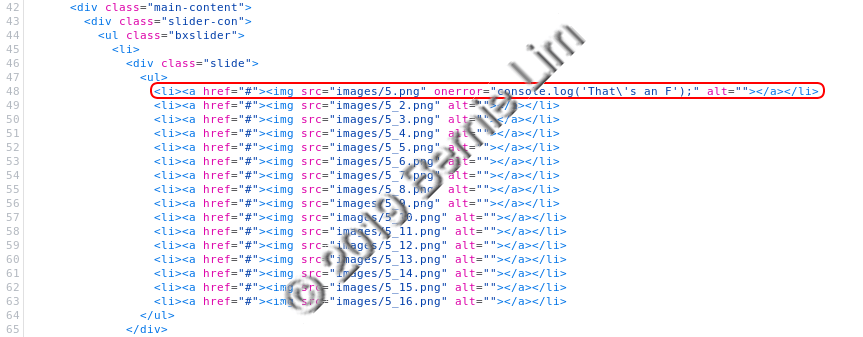 42 <div class="main-content">
43 <div class="slider-con">
44 <ul class="bxslider">
45 <li>
46 <div class="slide">
47 <ul>
48 <li><a href="#"><img src="images/5.png" onerror="console.log('That\'s an F');" alt=""></a></li>
49 <li><a href="#"><img src="images/5_2.png" alt=""></a></li>
50 <li><a href="#"><img src="images/5_3.png" alt=""></a></li>
51 <li><a href="#"><img src="images/5_4.png" alt=""></a></li>
52 <li><a href="#"><img src="images/5_5.png" alt=""></a></li>
53 <li><a href="#"><img src="images/5_6.png" alt=""></a></li>
54 <li><a href="#"><img src="images/5_7.png" alt=""></a></li>
55 <li><a href="#"><img src="images/5_8.png" alt=""></a></li>
56 <li><a href="#"><img src="images/5_9.png" alt=""></a></li>
57 <li><a href="#"><img src="images/5_10.png" alt=""></a></li>
58 <li><a href="#"><img src="images/5_11.png" alt=""></a></li>
59 <li><a href="#"><img src="images/5_12.png" alt=""></a></li>
60 <li><a href="#"><img src="images/5_13.png" alt=""></a></li>
61 <li><a href="#"><img src="images/5_14.png" alt=""></a></li>
62 <li><a href="#"><img src="images/5_15.png" alt=""></a></li>
63 <li><a href="#"><img src="images/5_16.png" alt=""></a></li>
64 </ul>
65 </div>
© 2019 Bernis Lirn